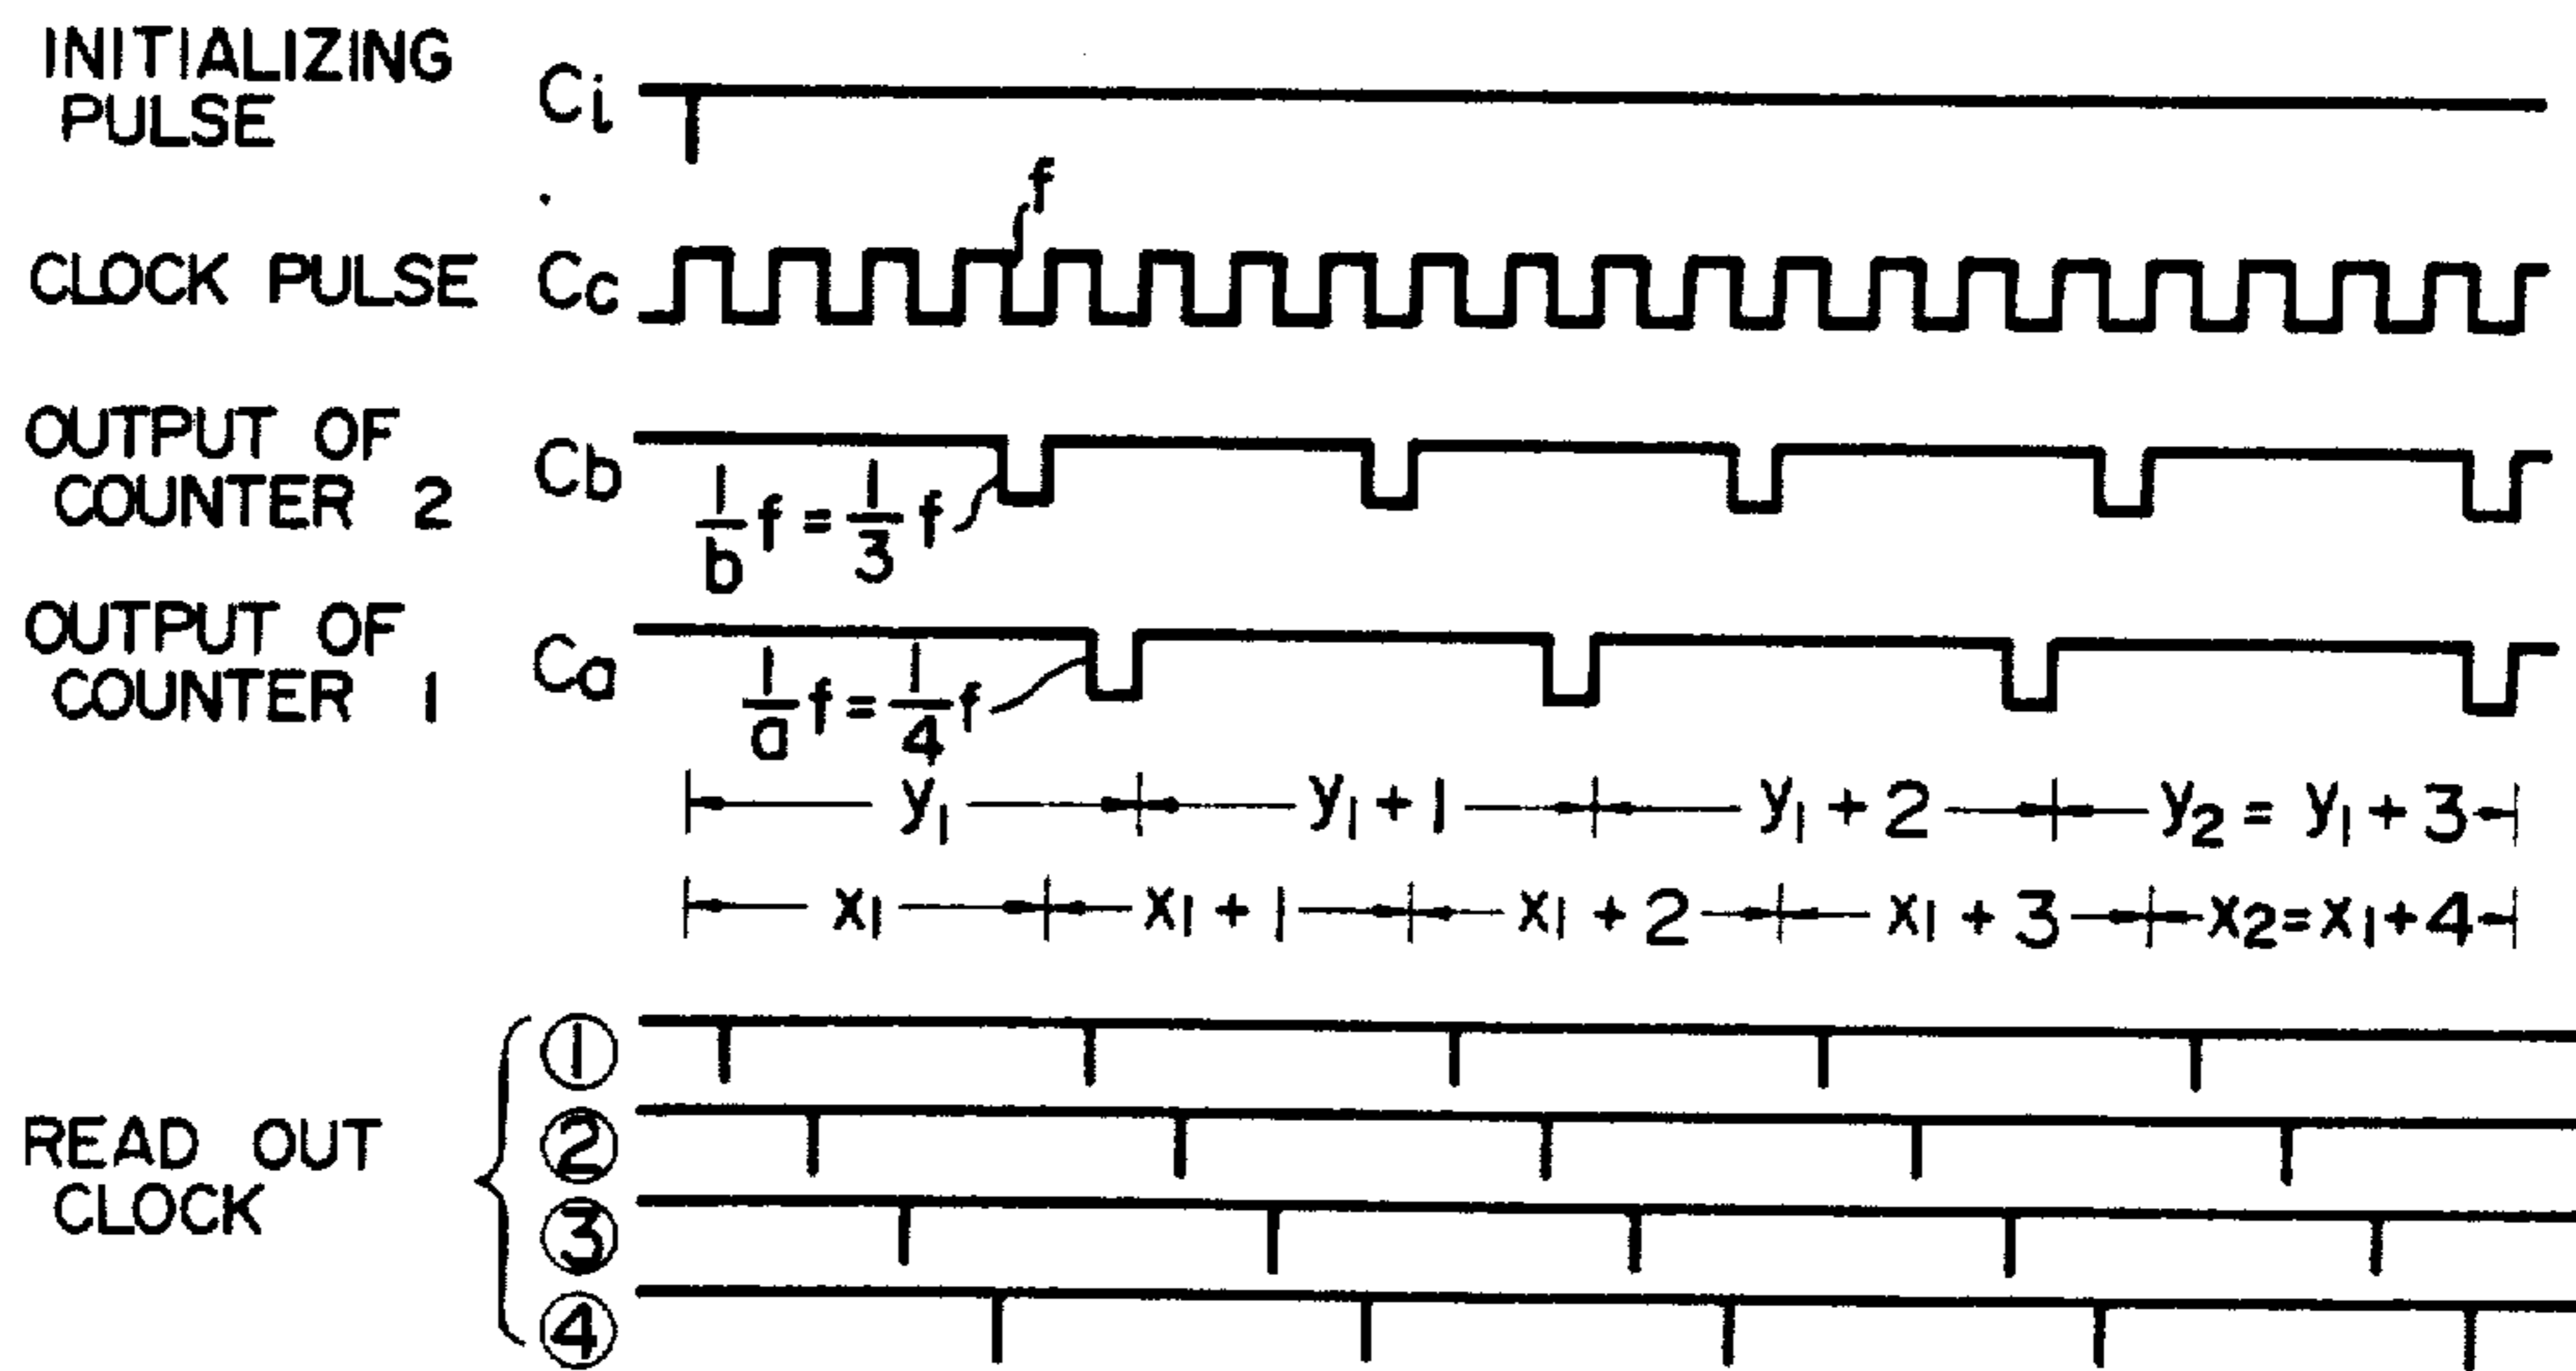 INITIALIZING
PULSE
Ci
f
CLOCK PULSE
Cc
OUTPUT OF
COUNTER 2
Cb
1/b f = 1/3 f
OUTPUT OF
COUNTER 1
Ca
1/a f = 1/4 f
y1
y1 + 1
y1 + 2
y2 = y1 + 3
x1
x1 + 1
x1 + 2
x1 + 3
x2 = x1 + 4
READ OUT
CLOCK
①
②
③
④